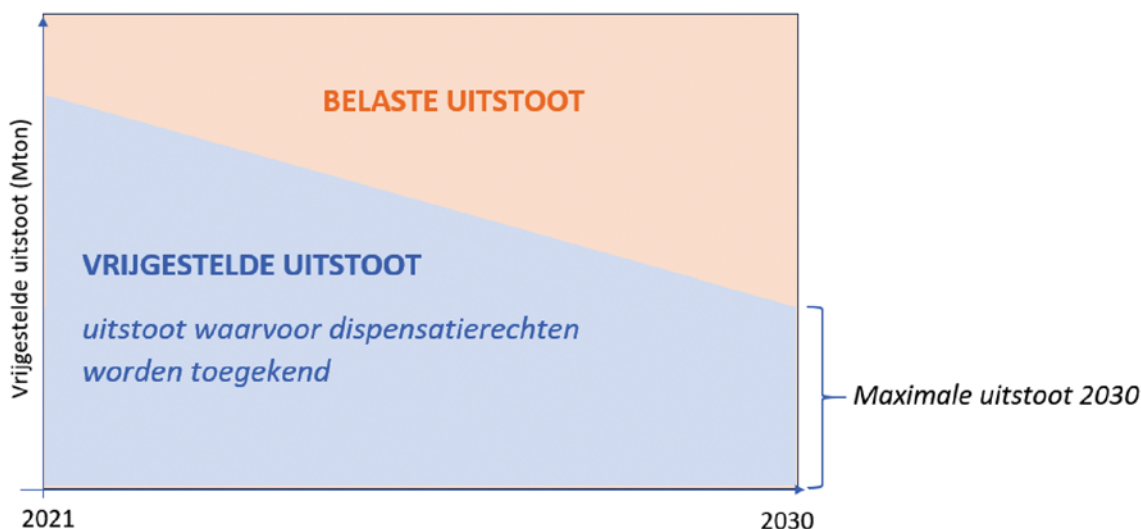 BELASTE UITSTOOT
Vrijgestelde uitstoot (Mton)
VRIJGESTELDE UITSTOOT
uitstoot waarvoor dispensatierechten
worden toegekend
Maximale uitstoot 2030
2021
2030